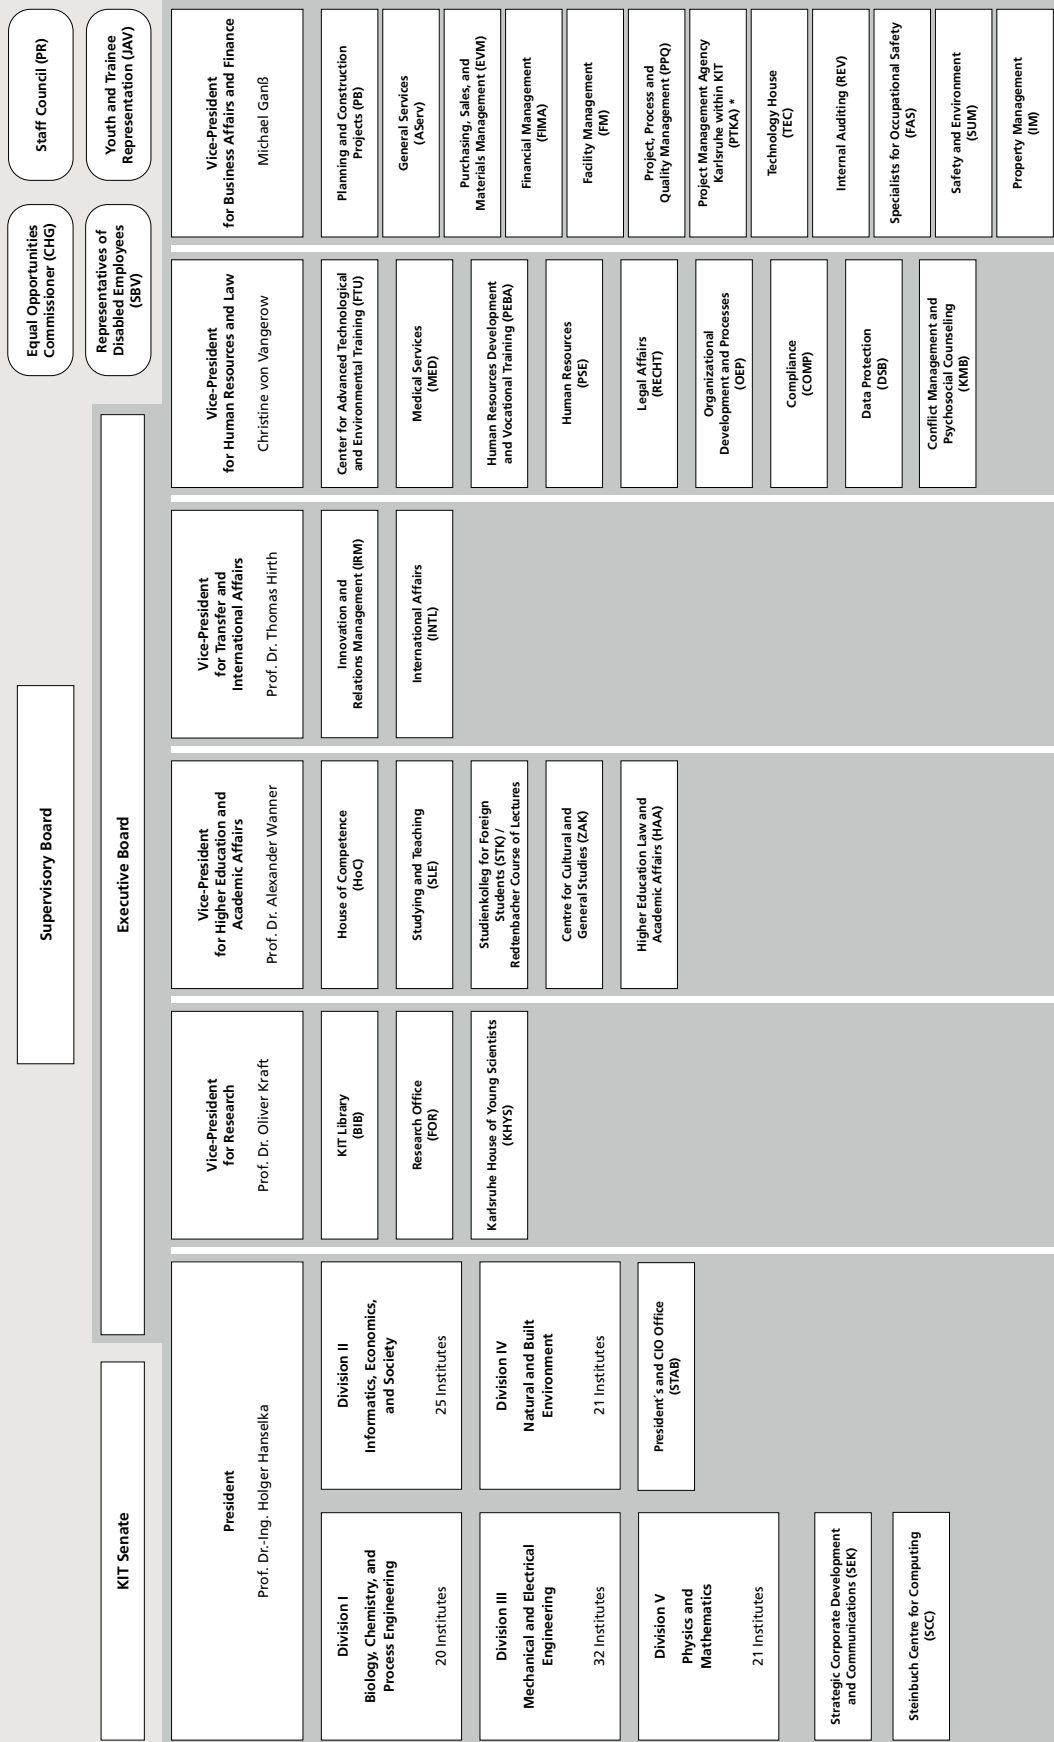 KIT Senate
Supervisory Board
Executive Board
Equal Opportunities
Commissioner (CHG)
Staff Council (PR)
Representatives of
Disabled Employees
(SBV)
Youth and Trainee
Representation (JAV)
President
Prof. Dr.-Ing. Holger Hanselka
Division I
Biology, Chemistry, and
Process Engineering
20 Institutes
Division II
Informatics, Economics,
and Society
25 Institutes
Division III
Mechanical and Electrical
Engineering
32 Institutes
Division IV
Natural and Built
Environment
21 Institutes
Division V
Physics and
Mathematics
21 Institutes
President´s and CIO Office
(STAB)
Strategic Corporate Development
and Communications (SEK)
Steinbuch Centre for Computing
(SCC)
Vice-President
for Research
Prof. Dr. Oliver Kraft
KIT Library
(BIB)
Research Office
(FOR)
Karlsruhe House of Young Scientists
(KHYS)
Vice-President
for Higher Education and
Academic Affairs
Prof. Dr. Alexander Wanner
House of Competence
(HoC)
Studying and Teaching
(SLE)
Studienkolleg for Foreign
Students (STK) /
Redtenbacher Course of Lectures
Centre for Cultural and
General Studies (ZAK)
Higher Education Law and
Academic Affairs (HAA)
Vice-President
for Transfer and
International Affairs
Prof. Dr. Thomas Hirth
Innovation and
Relations Management (IRM)
International Affairs
(INTL)
Vice-President
for Human Resources and Law
Christine von Vangerow
Center for Advanced Technological
and Environmental Training (FTU)
Medical Services
(MED)
Human Resources Development
and Vocational Training (PEBA)
Human Resources
(PSE)
Legal Affairs
(RECHT)
Organizational
Development and Processes
(OEP)
Compliance
(COMP)
Data Protection
(DSB)
Conflict Management and
Psychosocial Counseling
(KMB)
Vice-President
for Business Affairs and Finance
Michael Ganß
Planning and Construction
Projects (PB)
General Services
(AServ)
Purchasing, Sales, and
Materials Management (EVM)
Financial Management
(FIMA)
Facility Management
(FM)
Project, Process and
Quality Management (PPQ)
Project Management Agency
Karlsruhe within KIT
(PTKA) *
Technology House
(TEC)
Internal Auditing (REV)
Specialists for Occupational Safety
(FAS)
Safety and Environment
(SUM)
Property Management
(IM)